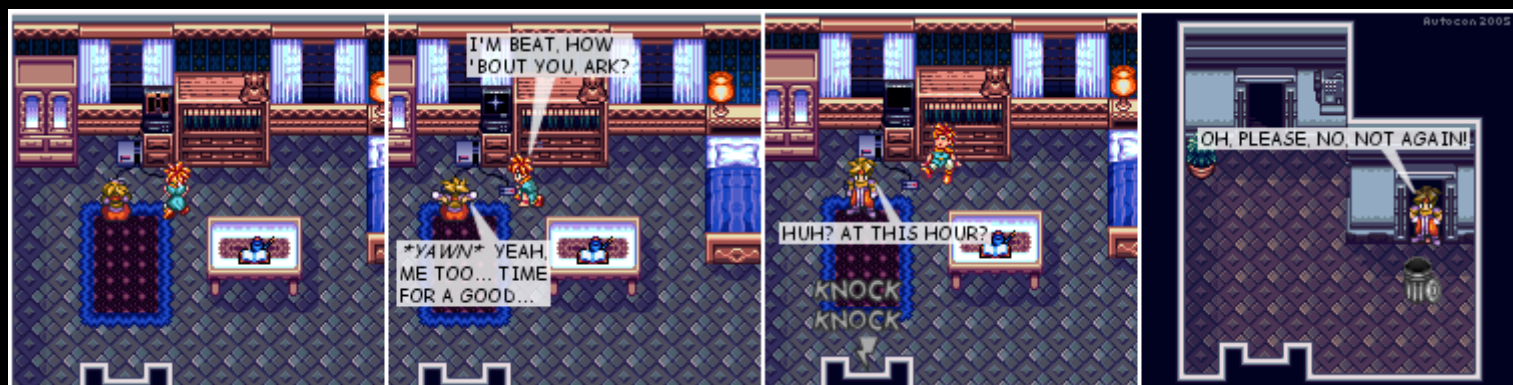 I'M BEAT, HOW
'BOUT YOU, ARK?
*YAWN* YEAH,
ME TOO... TIME
FOR A GOOD...
HUH? AT THIS HOUR?
KNOCK
KNOCK
Autocon 2005
OH, PLEASE, NO, NOT AGAIN!